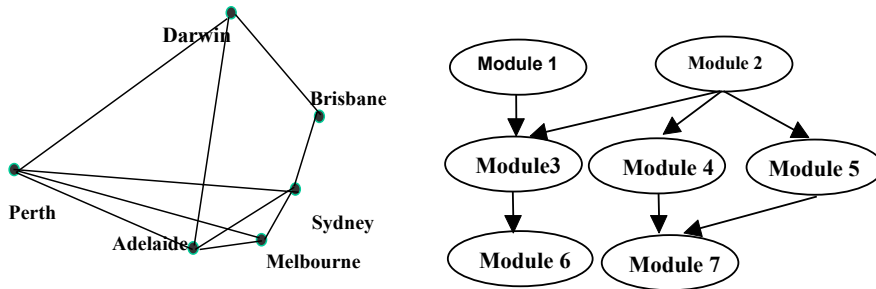 Darwin
Brisbane
Perth
Sydney
Adelaide
Melbourne
Module 1
Module 2
Module3
Module 4
Module 5
Module 6
Module 7